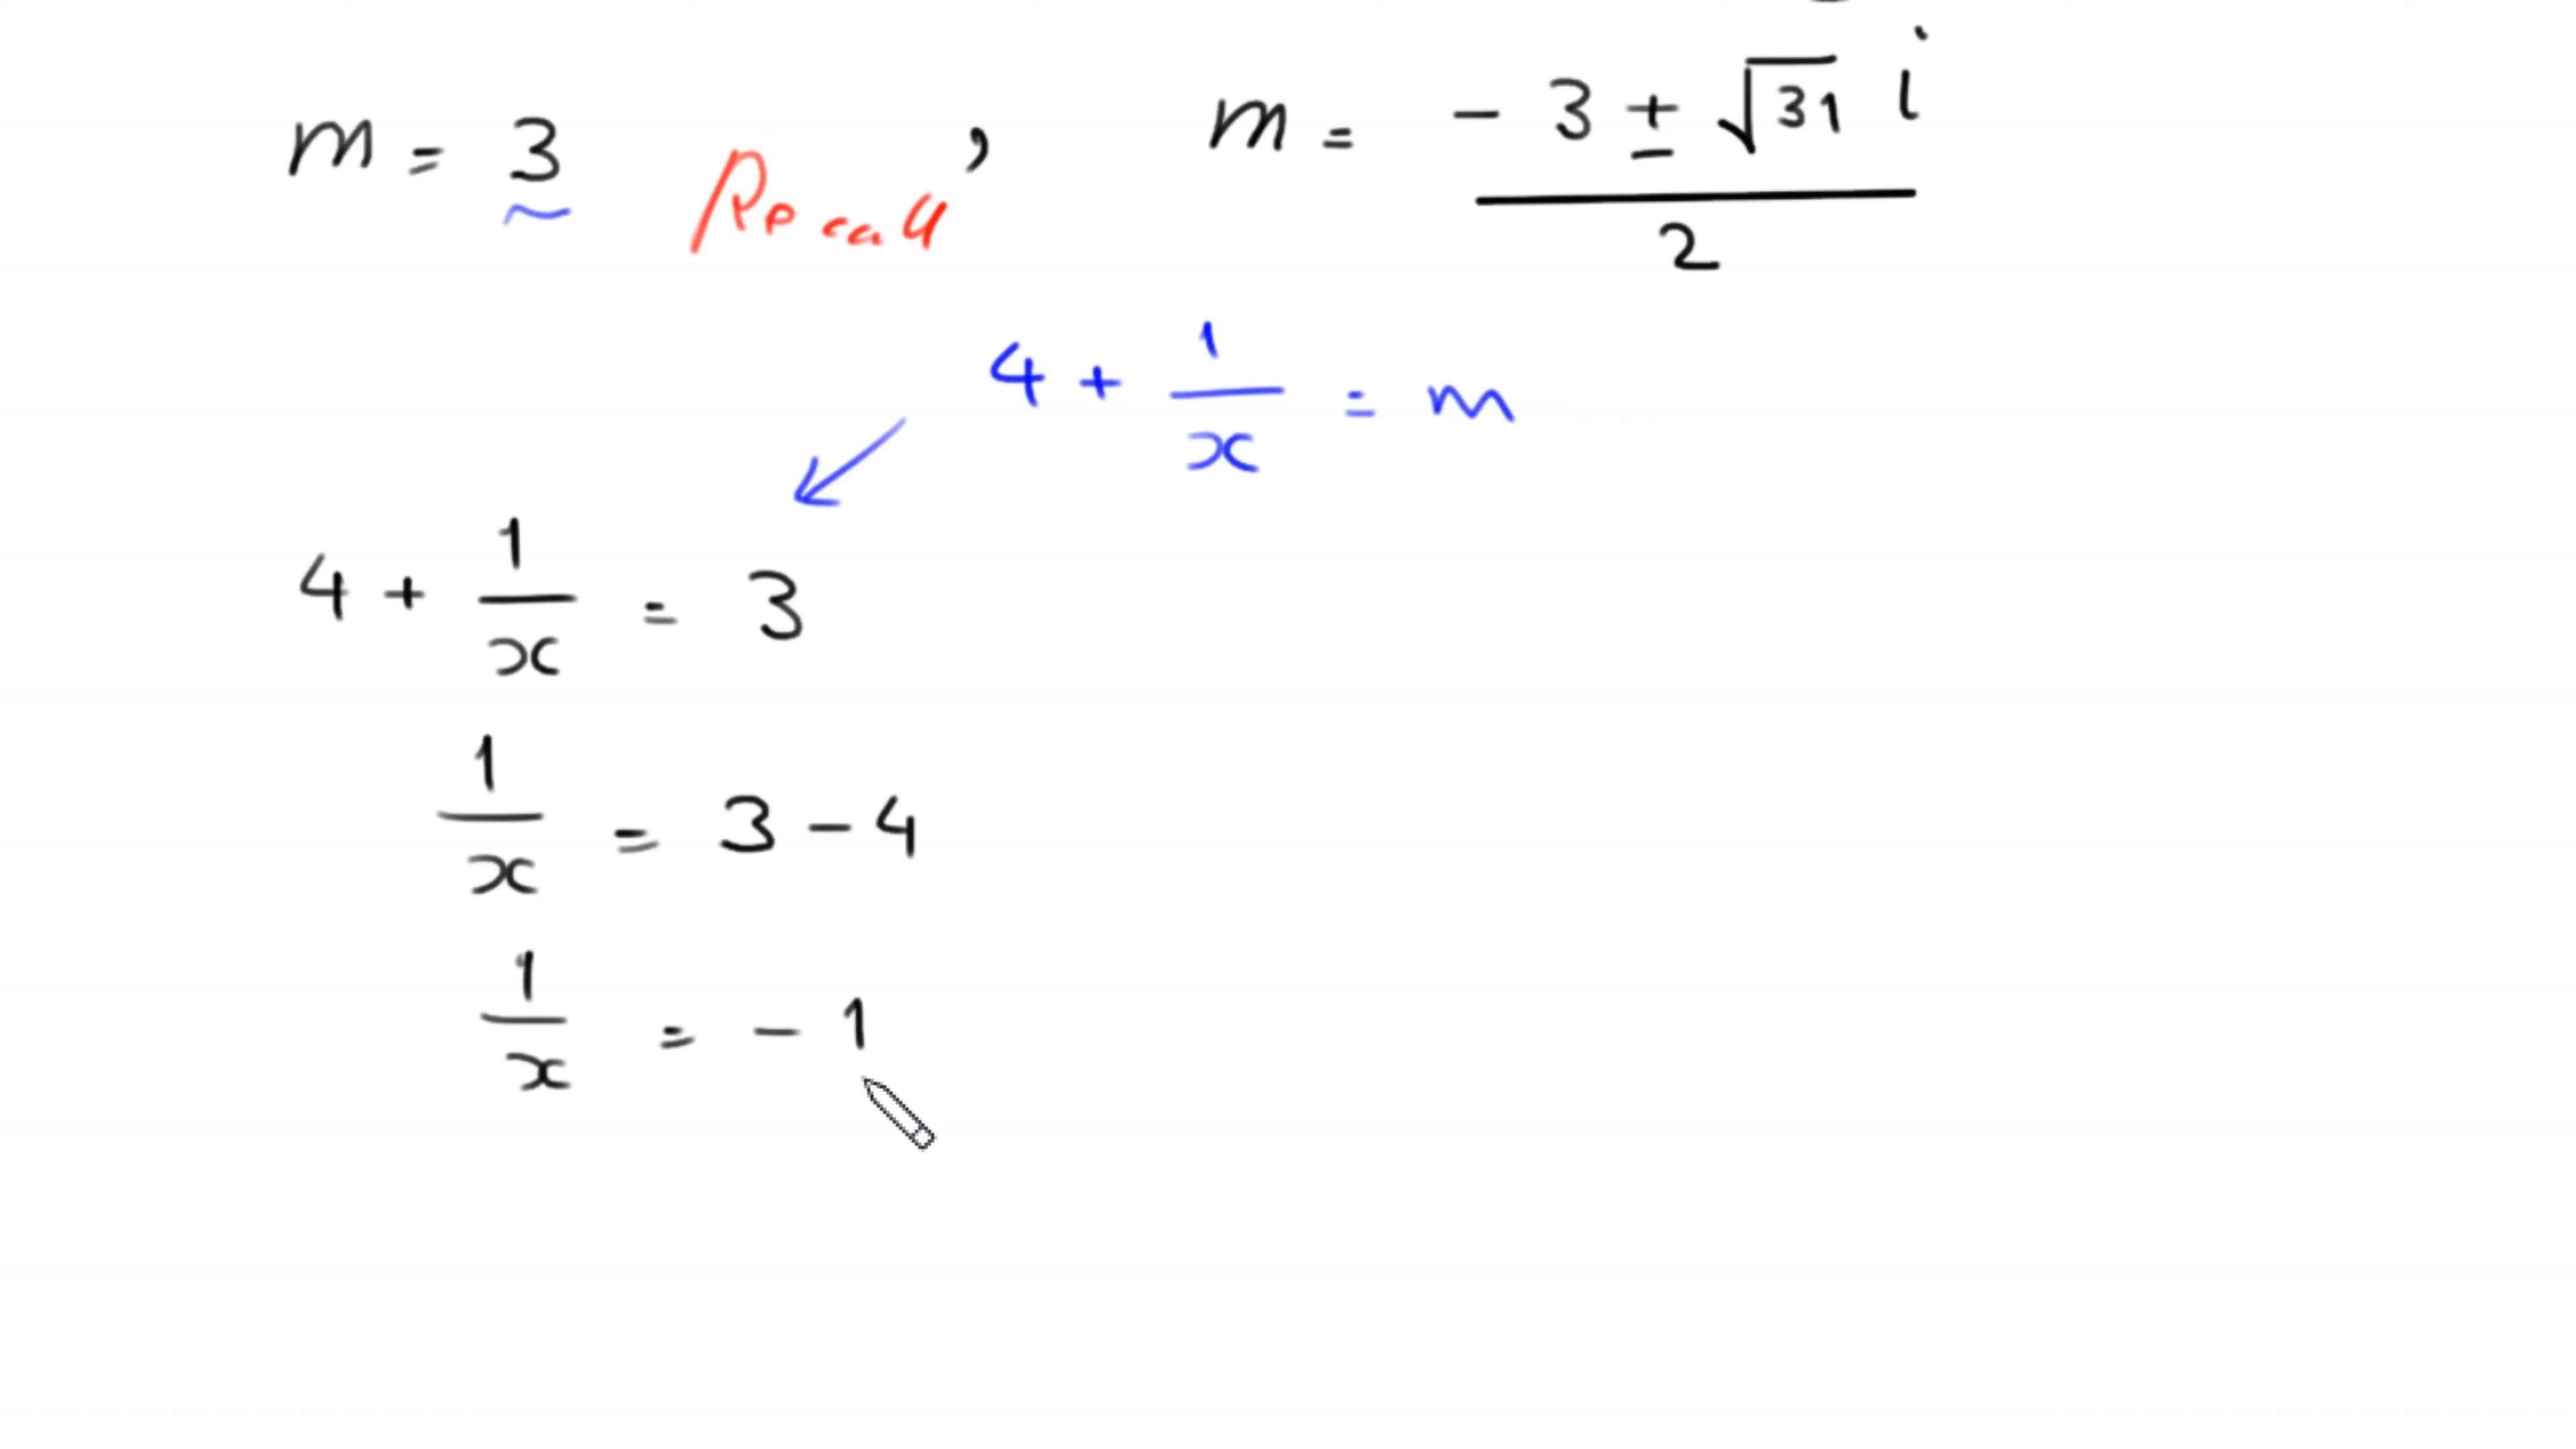 m = 3 Recall , m = (-3 ± √31 i)/2
4 + 1/x = m
4 + 1/x = 3
1/x = 3 - 4
1/x = - 1